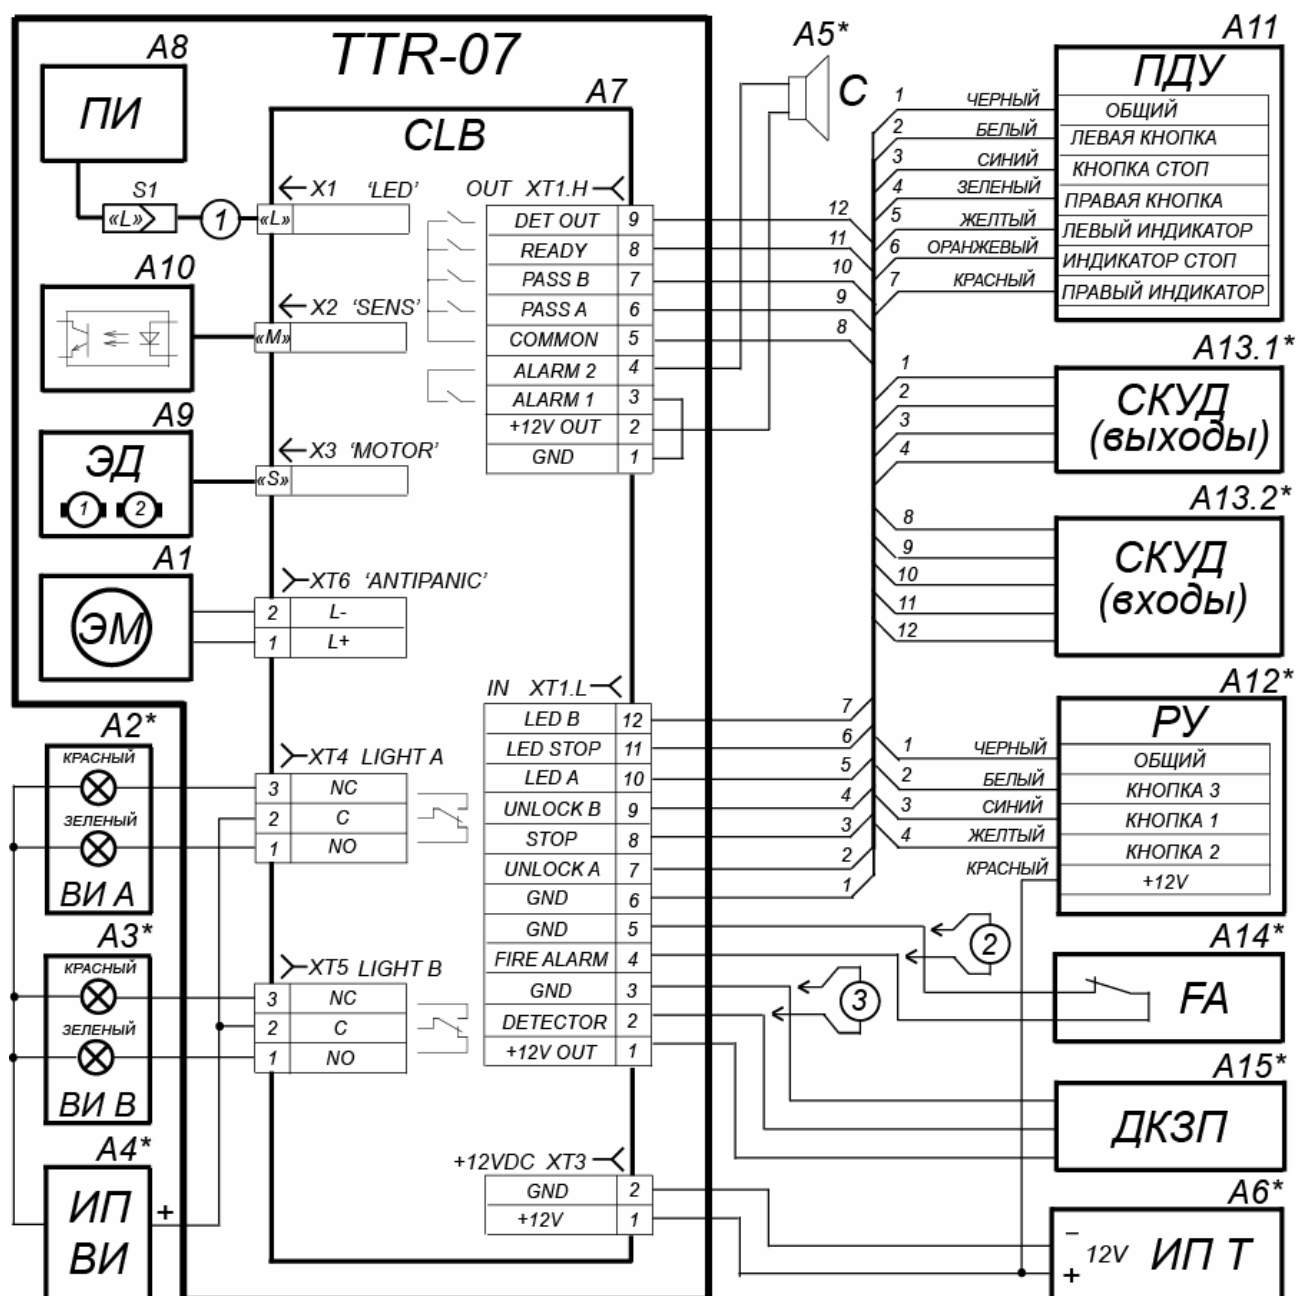 TTR-07
A8
ПИ
S1
«L»
1
A10
A9
ЭД
1 2
A1
ЭМ
A7
CLB
X1 'LED'
«L»
X2 'SENS'
«M»
X3 'MOTOR'
«S»
XT6 'ANTIPANIC'
2 L-
1 L+
XT4 LIGHT A
3 NC
2 C
1 NO
XT5 LIGHT B
3 NC
2 C
1 NO
OUT XT1.H
DET OUT 9
READY 8
PASS B 7
PASS A 6
COMMON 5
ALARM 2 4
ALARM 1 3
+12V OUT 2
GND 1
IN XT1.L
LED B 12
LED STOP 11
LED A 10
UNLOCK B 9
STOP 8
UNLOCK A 7
GND 6
GND 5
FIRE ALARM 4
GND 3
DETECTOR 2
+12V OUT 1
+12VDC XT3
GND 2
+12V 1
A2*
КРАСНЫЙ
ЗЕЛЕНЫЙ
ВИ А
A3*
КРАСНЫЙ
ЗЕЛЕНЫЙ
ВИ В
A4*
ИП
ВИ
+
A5*
С
12
11
10
9
8
7
6
5
4
3
2
1
2
3
A11
ПДУ
1 ЧЕРНЫЙ ОБЩИЙ
2 БЕЛЫЙ ЛЕВАЯ КНОПКА
3 СИНИЙ КНОПКА СТОП
4 ЗЕЛЕНЫЙ ПРАВАЯ КНОПКА
5 ЖЕЛТЫЙ ЛЕВЫЙ ИНДИКАТОР
6 ОРАНЖЕВЫЙ ИНДИКАТОР СТОП
7 КРАСНЫЙ ПРАВЫЙ ИНДИКАТОР
A13.1*
1
2
3
4
СКУД
(выходы)
A13.2*
8
9
10
11
12
СКУД
(входы)
A12*
РУ
1 ЧЕРНЫЙ ОБЩИЙ
2 БЕЛЫЙ КНОПКА 3
3 СИНИЙ КНОПКА 1
4 ЖЕЛТЫЙ КНОПКА 2
КРАСНЫЙ +12V
A14*
FA
A15*
ДКЗП
A6*
− 12V ИП Т
+